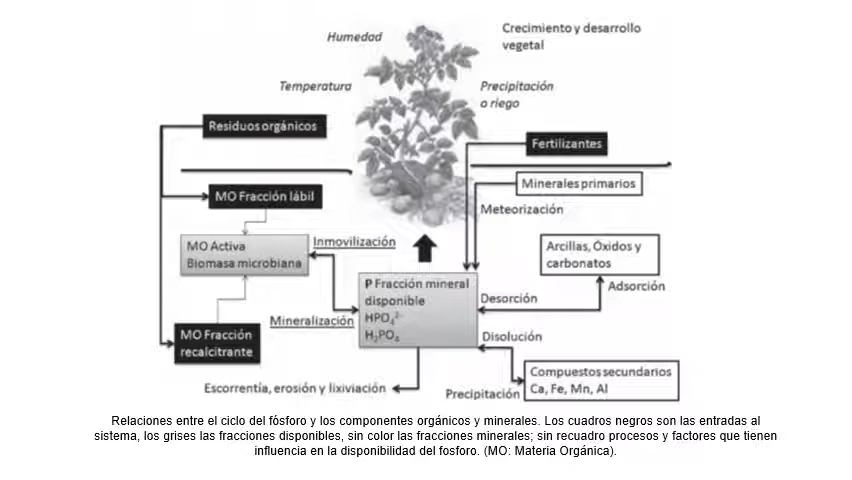 Humedad
Crecimiento y desarrollo
vegetal
Temperatura
Precipitación
o riego
Residuos orgánicos
Fertilizantes
MO Fracción lábil
Minerales primarios
Meteorización
MO Activa
Biomasa microbiana
Inmovilización
Arcillas, Óxidos y
carbonatos
Adsorción
P Fracción mineral
disponible
HPO₄²⁻
H₂PO₄
Desorción
Mineralización
MO Fracción
recalcitrante
Disolución
Compuestos secundarios
Ca, Fe, Mn, Al
Escorrentía, erosión y lixiviación
Precipitación
Relaciones entre el ciclo del fósforo y los componentes orgánicos y minerales. Los cuadros negros son las entradas al
sistema, los grises las fracciones disponibles, sin color las fracciones minerales; sin recuadro procesos y factores que tienen
influencia en la disponibilidad del fosforo. (MO: Materia Orgánica).